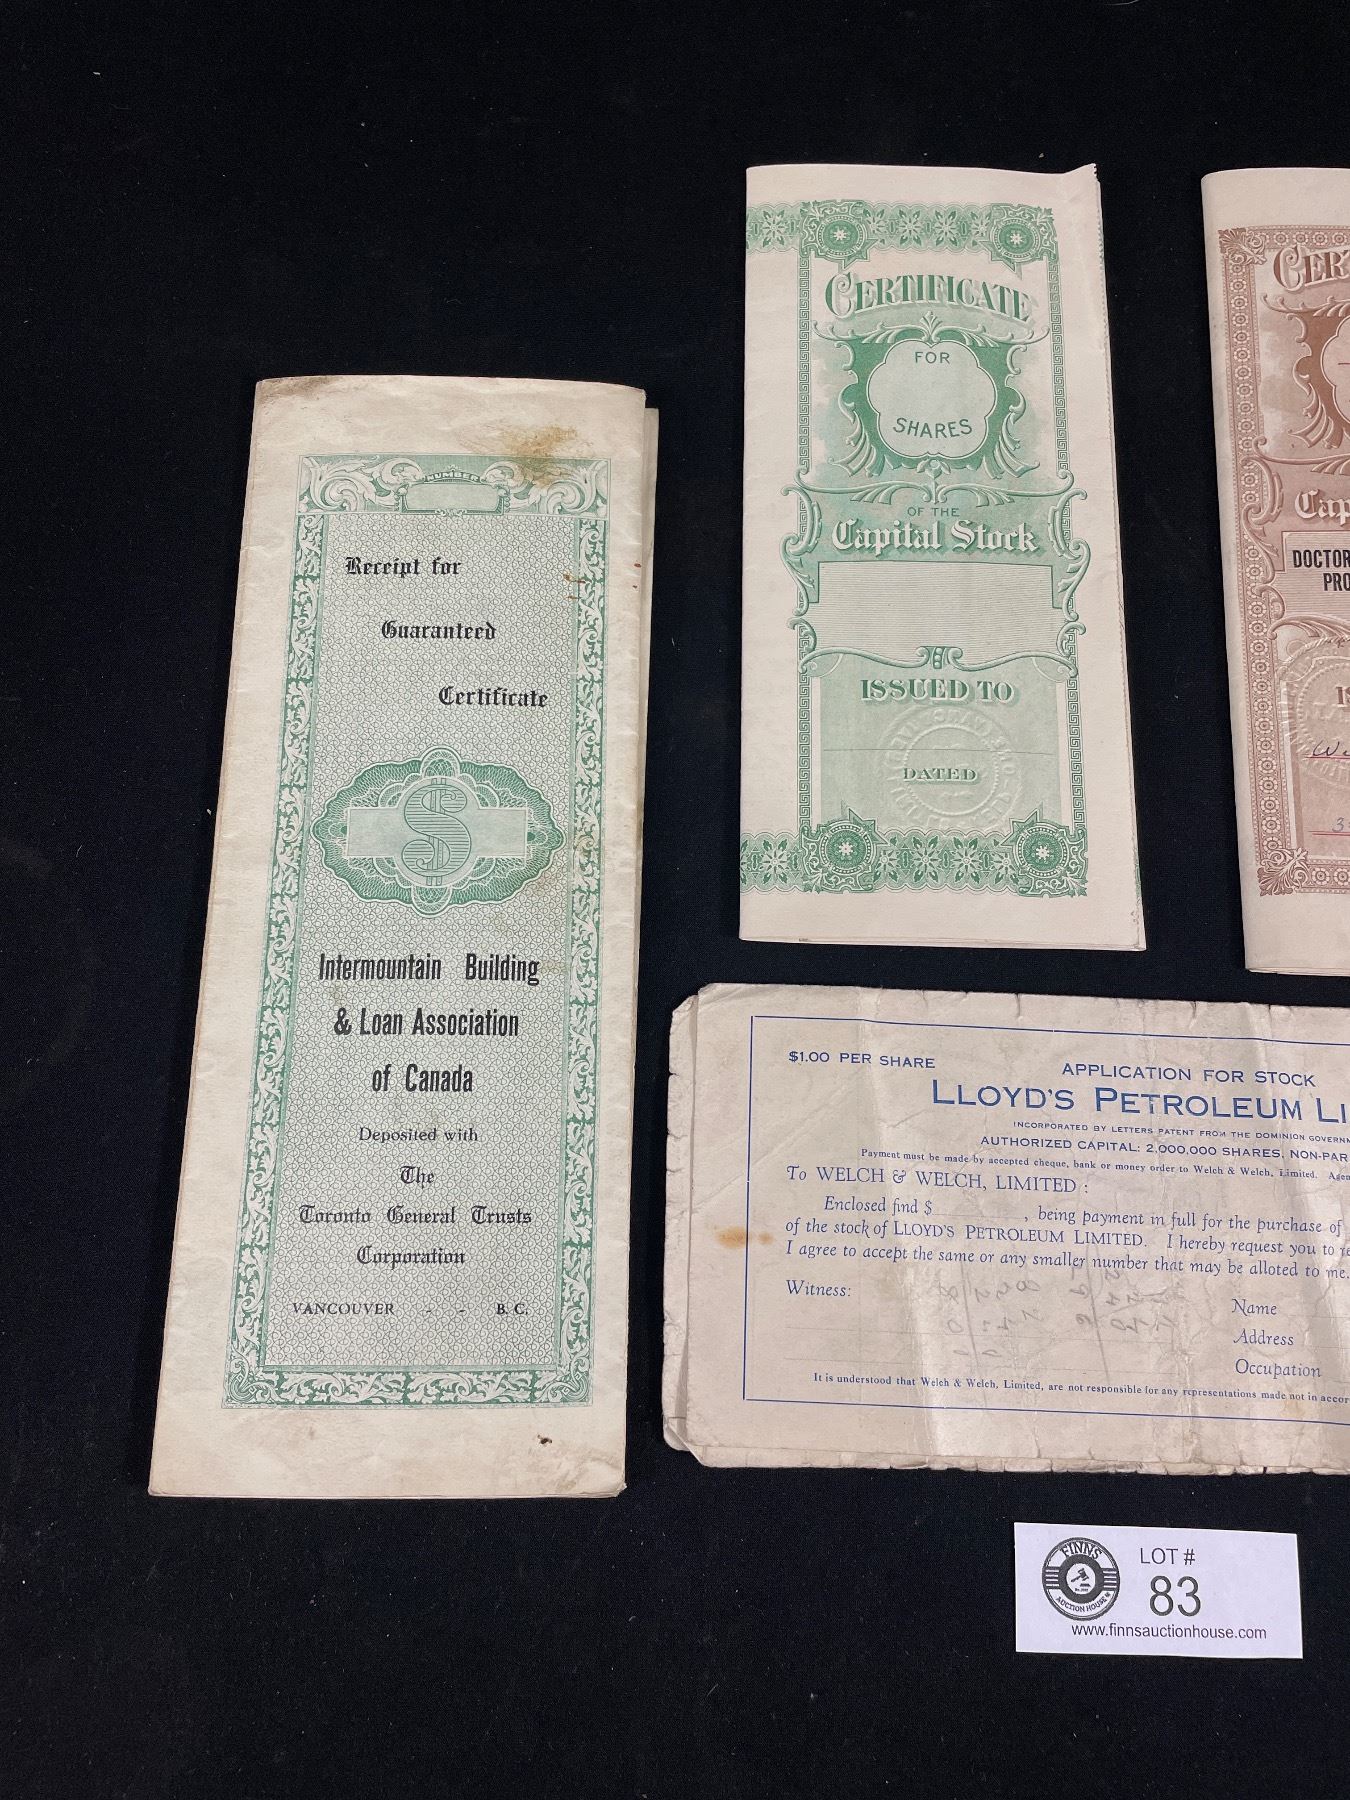 NUMBER
Receipt for
Guaranteed
Certificate
$
Intermountain Building
& Loan Association
of Canada
Deposited with
The
Toronto General Trusts
Corporation
VANCOUVER - - B. C.
CERTIFICATE
FOR
SHARES
OF THE
Capital Stock
ISSUED TO
DATED
CER
Cap
DOCTOR
PRO
IS
$1.00 PER SHARE
APPLICATION FOR STOCK
LLOYD'S PETROLEUM LI
INCORPORATED BY LETTERS PATENT FROM THE DOMINION GOVERNM
AUTHORIZED CAPITAL: 2,000,000 SHARES, NON-PAR
Payment must be made by accepted cheque, bank or money order to Welch & Welch, Limited. Agen
To WELCH & WELCH, LIMITED:
Enclosed find $ , being payment in full for the purchase of
of the stock of LLOYD'S PETROLEUM LIMITED. I hereby request you to re
I agree to accept the same or any smaller number that may be alloted to me.
Witness:
Name
Address
Occupation
It is understood that Welch & Welch, Limited, are not responsible for any representations made not in accor
FINNS
AUCTION HOUSE
LOT #
83
www.finnsauctionhouse.com